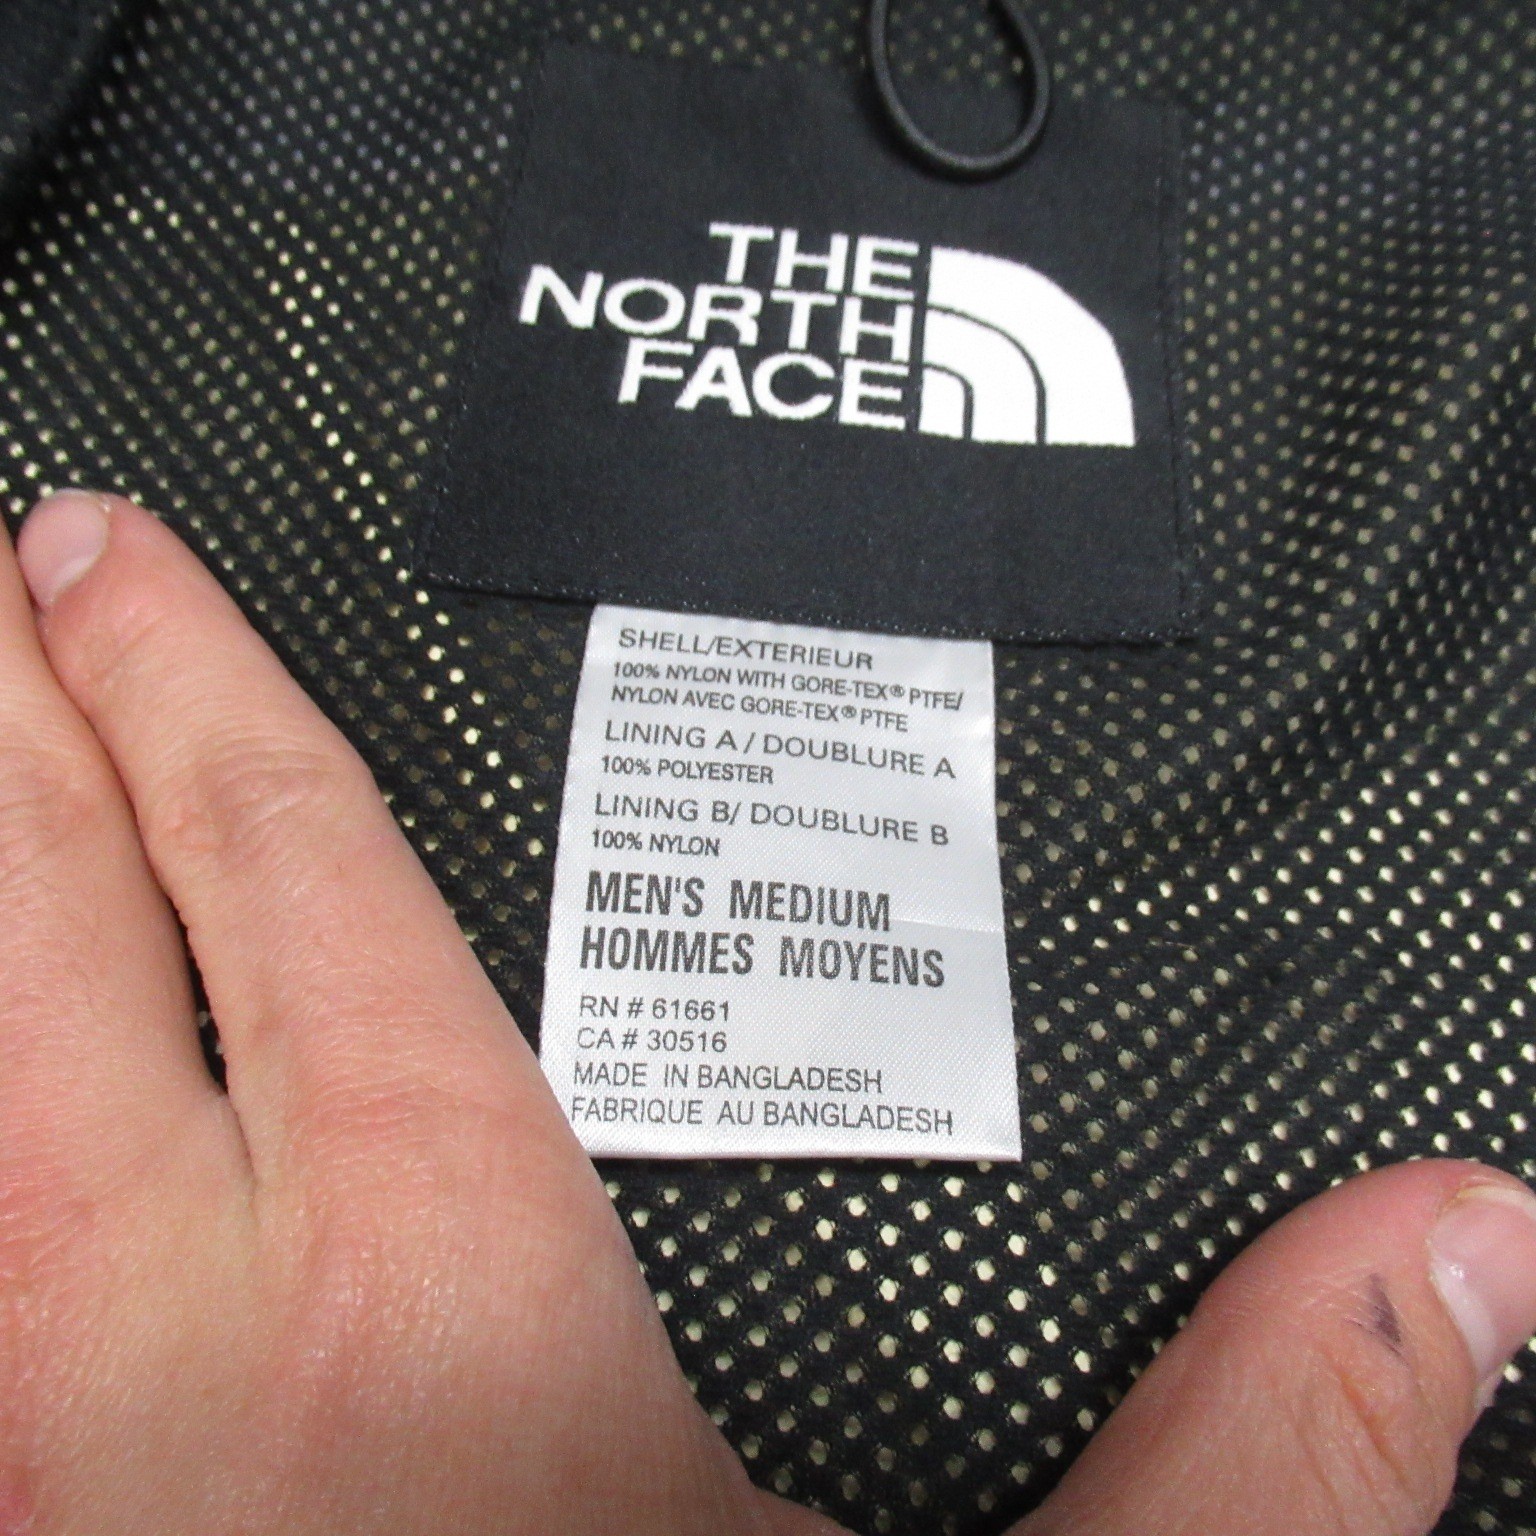 THE
NORTH
FACE
SHELL/EXTERIEUR
100% NYLON WITH GORE-TEX® PTFE/
NYLON AVEC GORE-TEX® PTFE
LINING A / DOUBLURE A
100% POLYESTER
LINING B/ DOUBLURE B
100% NYLON
MEN'S MEDIUM
HOMMES MOYENS
RN # 61661
CA # 30516
MADE IN BANGLADESH
FABRIQUE AU BANGLADESH